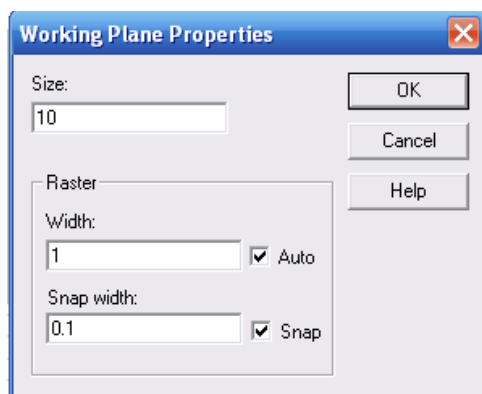 Working Plane Properties
Size:
10
OK
Cancel
Help
Raster
Width:
1
Auto
Snap width:
0.1
Snap